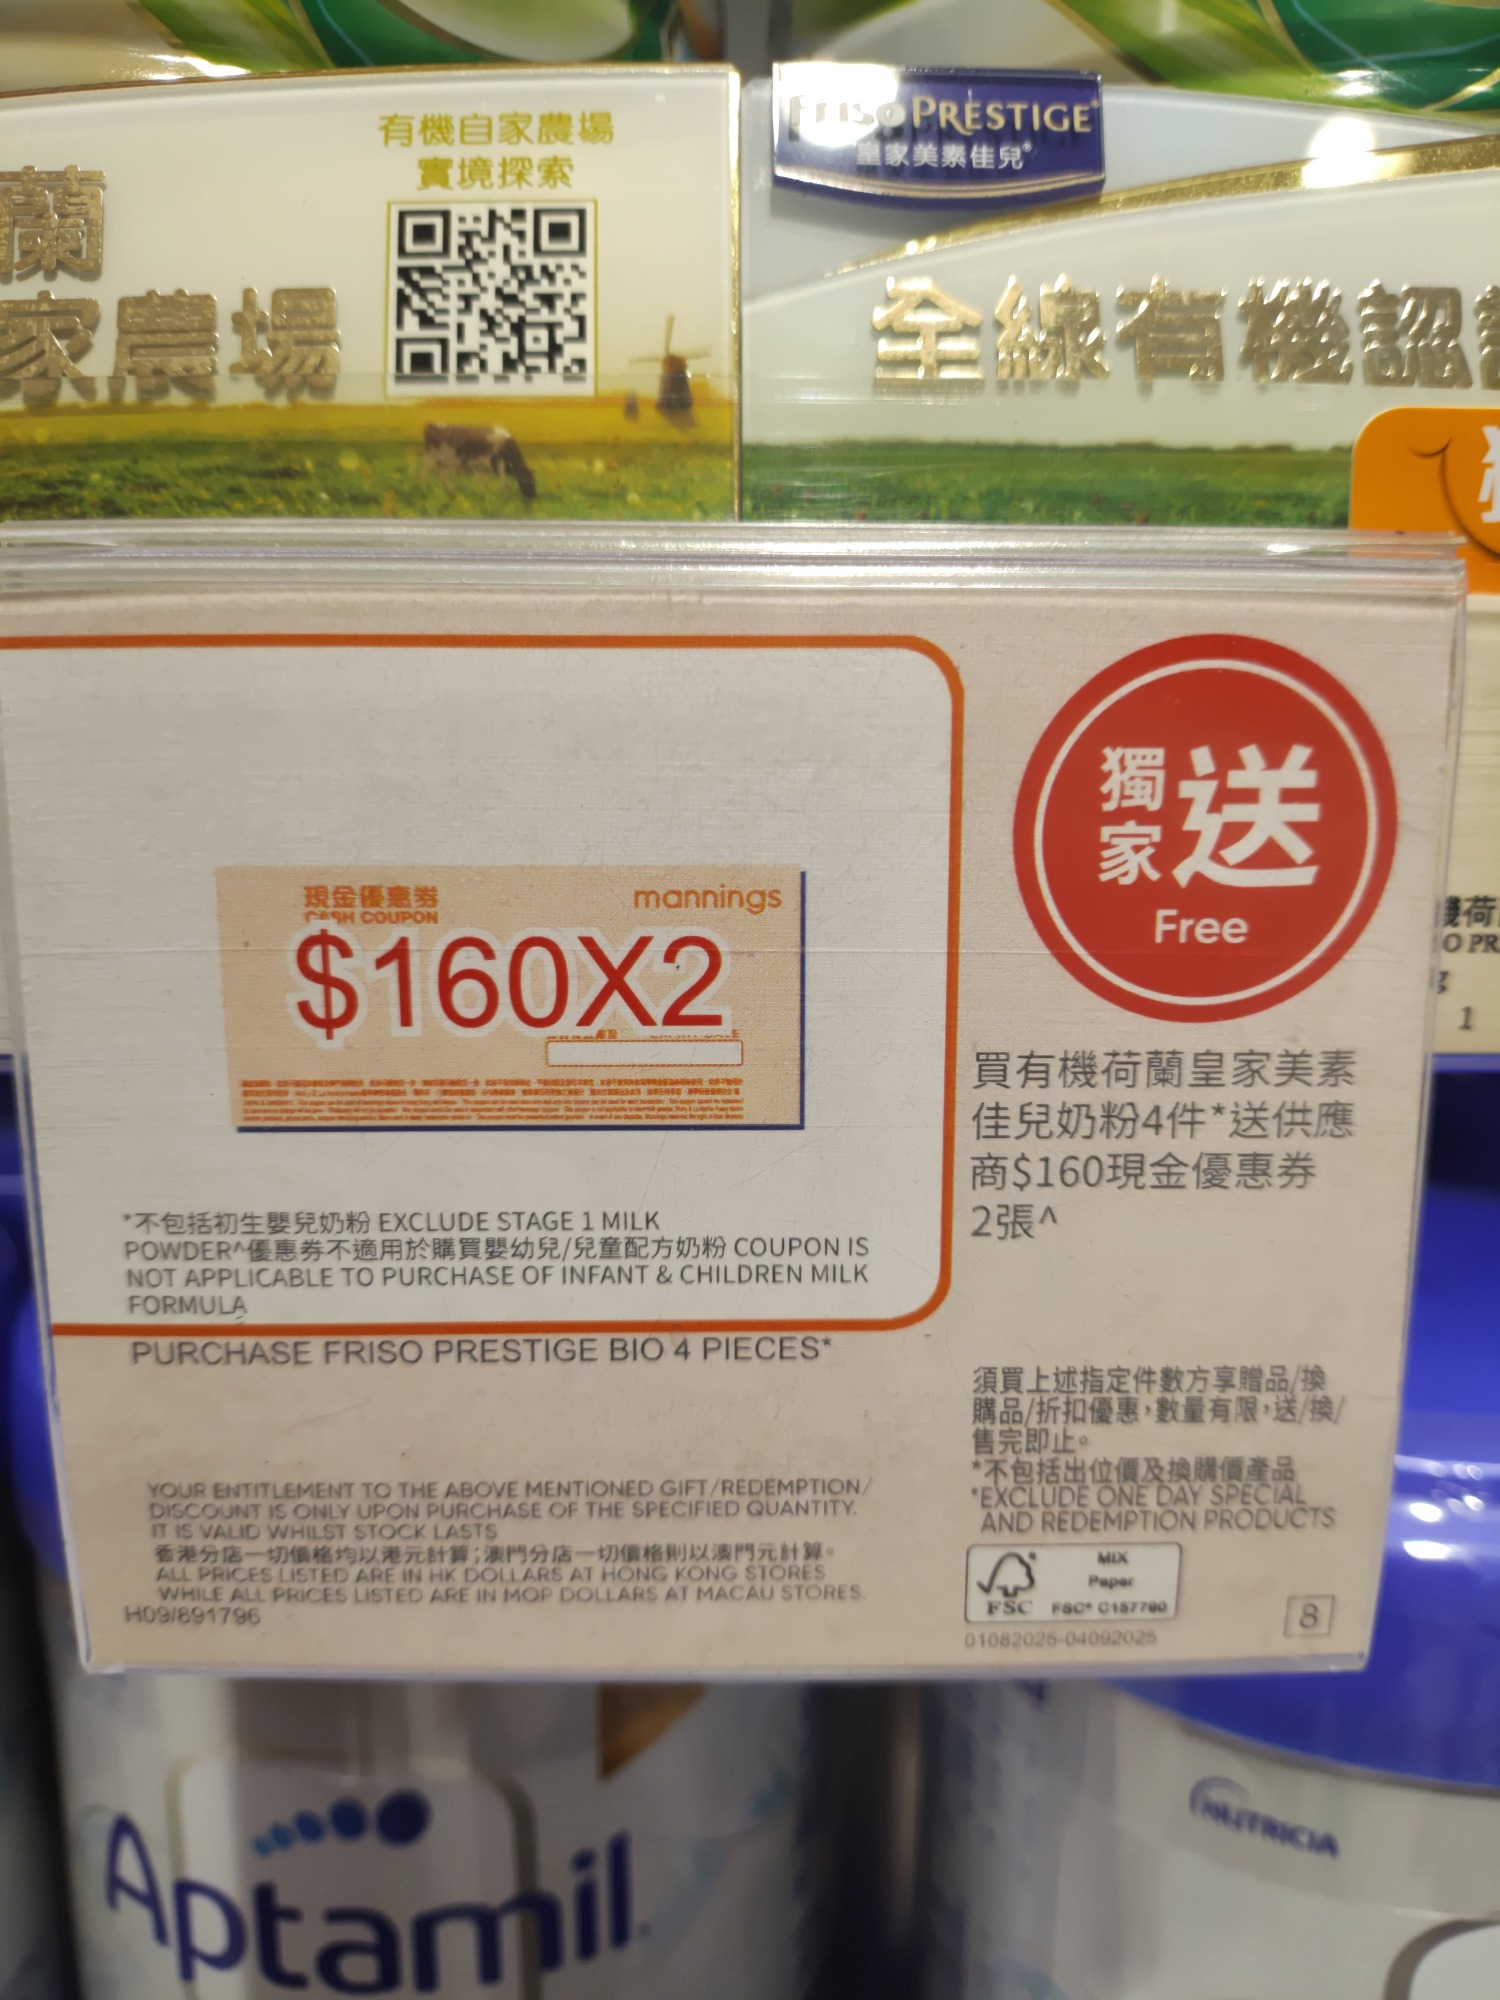 有機自家農場
實境探索
蘭
家農場
FRISO PRESTIGE®
皇家美素佳兒®
全線有機認
現金優惠券
CASH COUPON
mannings
$160X2
獨家送
Free
買有機荷蘭皇家美素
佳兒奶粉4件*送供應
商$160現金優惠券
2張^
*不包括初生嬰兒奶粉 EXCLUDE STAGE 1 MILK
POWDER^優惠券不適用於購買嬰幼兒/兒童配方奶粉 COUPON IS
NOT APPLICABLE TO PURCHASE OF INFANT & CHILDREN MILK
FORMULA
PURCHASE FRISO PRESTIGE BIO 4 PIECES*
須買上述指定件數方享贈品/換
購品/折扣優惠，數量有限，送/換/
售完即止。
*不包括出位價及換購價產品
*EXCLUDE ONE DAY SPECIAL
AND REDEMPTION PRODUCTS
YOUR ENTITLEMENT TO THE ABOVE MENTIONED GIFT/REDEMPTION/
DISCOUNT IS ONLY UPON PURCHASE OF THE SPECIFIED QUANTITY.
IT IS VALID WHILST STOCK LASTS
香港分店一切價格均以港元計算；澳門分店一切價格則以澳門元計算。
ALL PRICES LISTED ARE IN HK DOLLARS AT HONG KONG STORES
WHILE ALL PRICES LISTED ARE IN MOP DOLLARS AT MACAU STORES.
H09/891796
MIX
Paper
FSC
FSC® C157790
01082025-04092025
8
荷
O PR
1
Aptamil
NUTRICIA